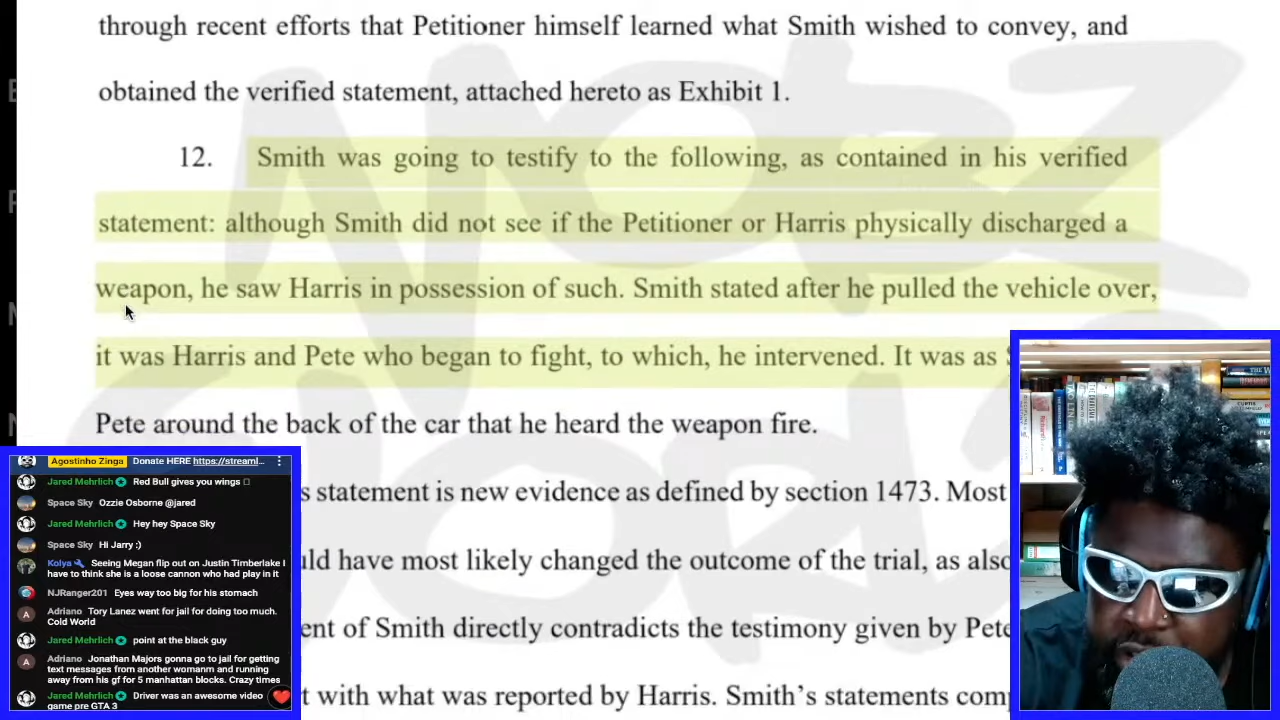 through recent efforts that Petitioner himself learned what Smith wished to convey, and
obtained the verified statement, attached hereto as Exhibit 1.
12. Smith was going to testify to the following, as contained in his verified
statement: although Smith did not see if the Petitioner or Harris physically discharged a
weapon, he saw Harris in possession of such. Smith stated after he pulled the vehicle over,
it was Harris and Pete who began to fight, to which, he intervened. It was as
Pete around the back of the car that he heard the weapon fire.
s statement is new evidence as defined by section 1473. Most
uld have most likely changed the outcome of the trial, as also
ent of Smith directly contradicts the testimony given by Pete
t with what was reported by Harris. Smith's statements
Agostinho Zinga Donate HERE https://streaml...
Jared Mehrlich Red Bull gives you wings
Space Sky Ozzie Osborne @jared
Jared Mehrlich Hey hey Space Sky
Space Sky Hi Jarry :)
Kolya Seeing Megan flip out on Justin Timberlake I
have to think she is a loose cannon who had play in it
NJRanger201 Eyes way too big for his stomach
Adriano Tory Lanez went for jail for doing too much.
Cold World
Jared Mehrlich point at the black guy
Adriano Jonathan Majors gonna go to jail for getting
text messages from another womanm and running
away from his gf for 5 manhattan blocks. Crazy times
Jared Mehrlich Driver was an awesome video
game pre GTA 3